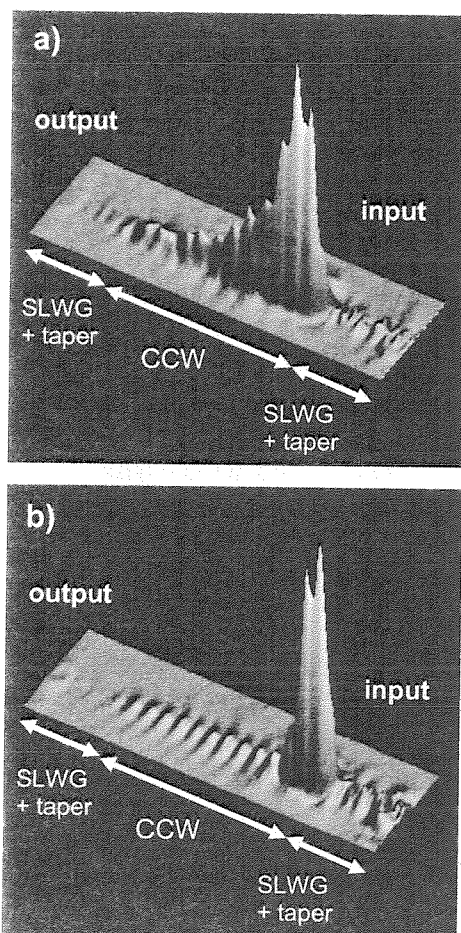 a)
output
input
SLWG
+ taper
CCW
SLWG
+ taper
b)
output
input
SLWG
+ taper
CCW
SLWG
+ taper